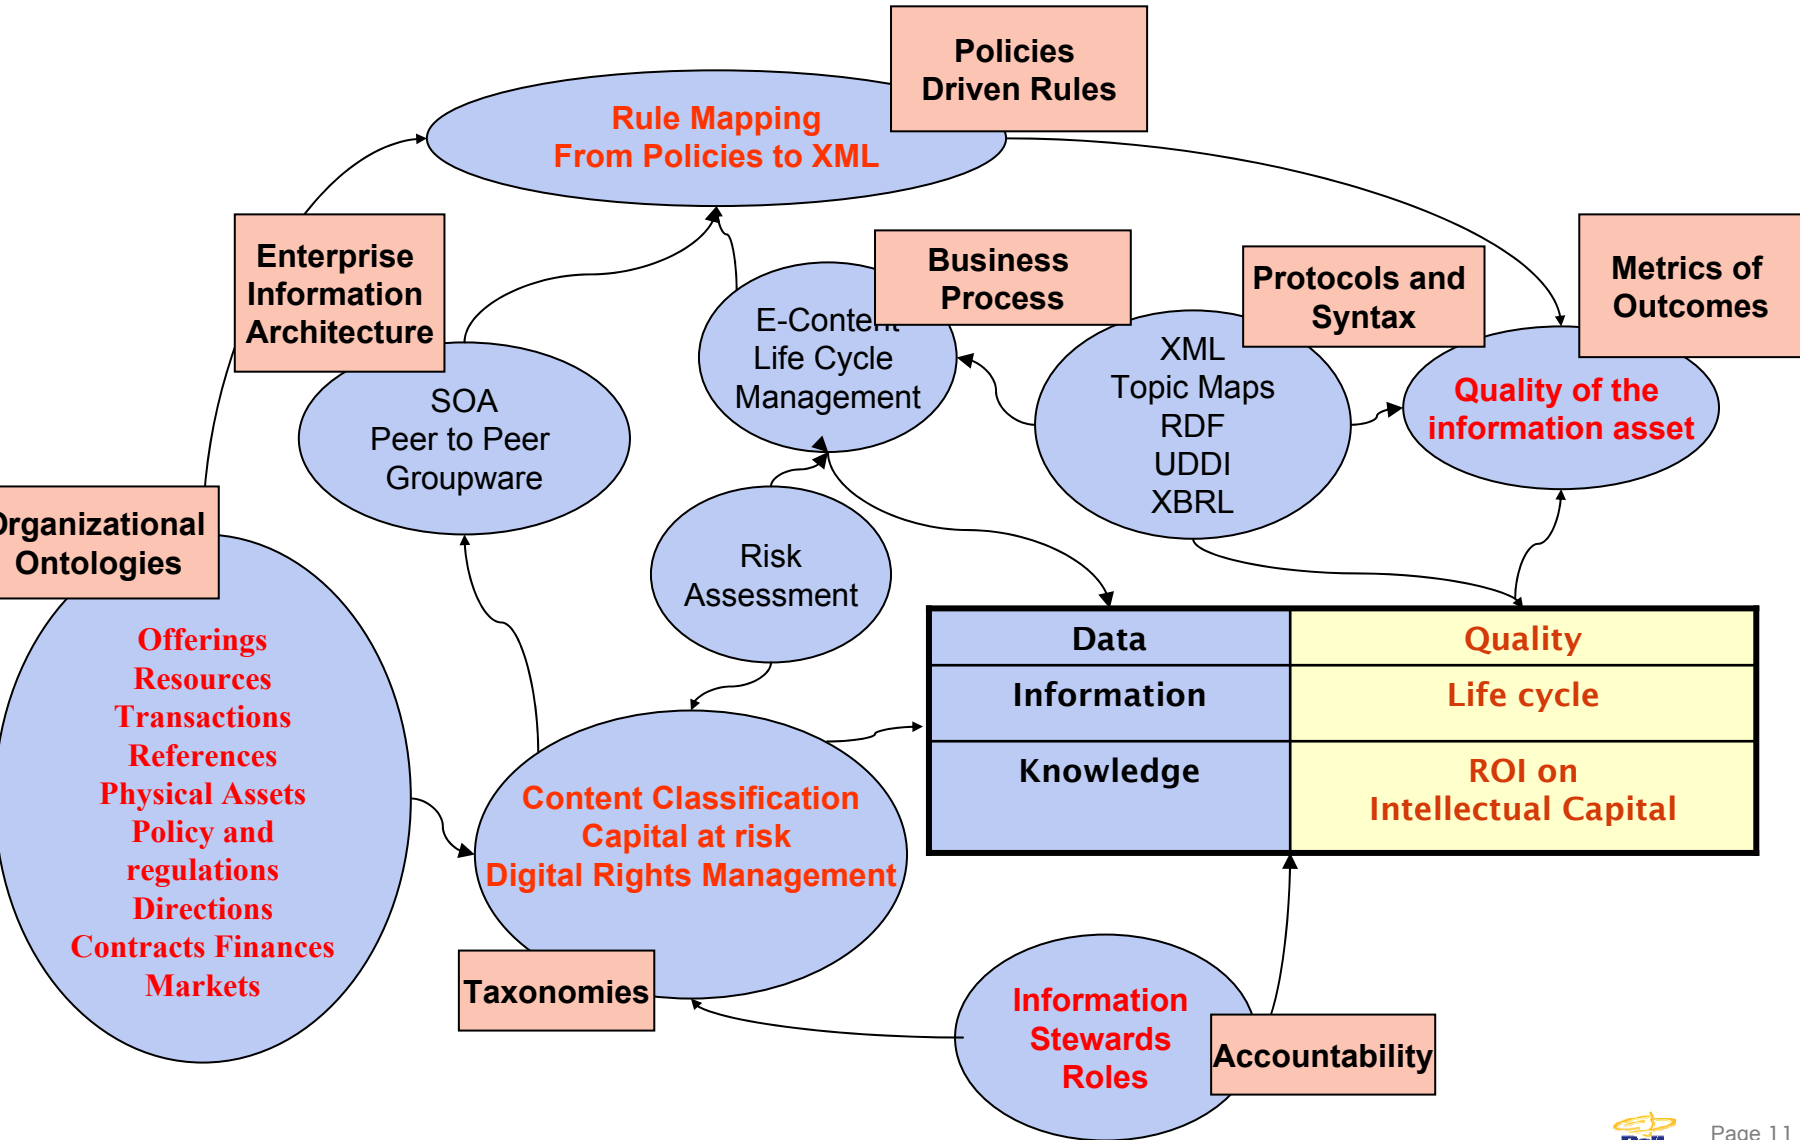 Policies
Driven Rules
Rule Mapping
From Policies to XML
Enterprise
Information
Architecture
Business
Process
Protocols and
Syntax
Metrics of
Outcomes
E-Content
Life Cycle
Management
XML
Topic Maps
RDF
UDDI
XBRL
Quality of the
information asset
SOA
Peer to Peer
Groupware
Organizational
Ontologies
Risk
Assessment
Offerings
Resources
Transactions
References
Physical Assets
Policy and
regulations
Directions
Contracts Finances
Markets
Data
Quality
Information
Life cycle
Knowledge
ROI on
Intellectual Capital
Content Classification
Capital at risk
Digital Rights Management
Taxonomies
Information
Stewards
Roles
Accountability
Page 11